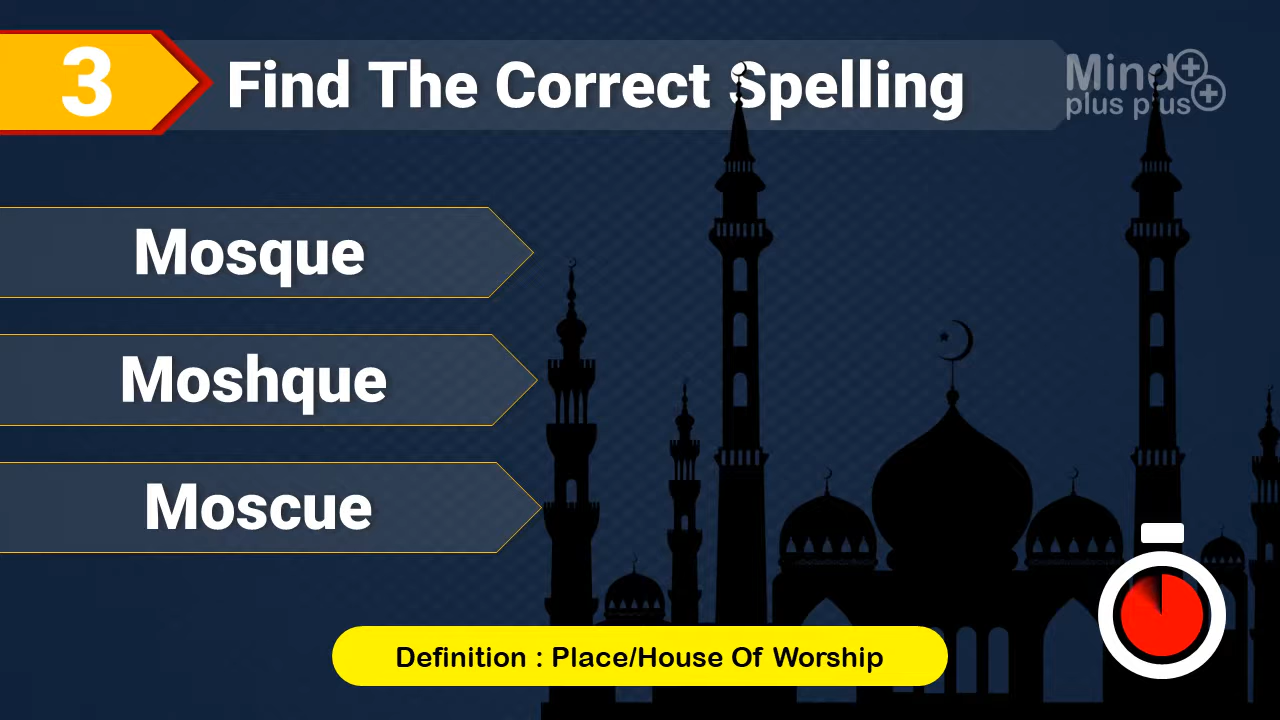 3
Find The Correct Spelling
Mind
plus plus
Mosque
Moshque
Moscue
Definition : Place/House Of Worship